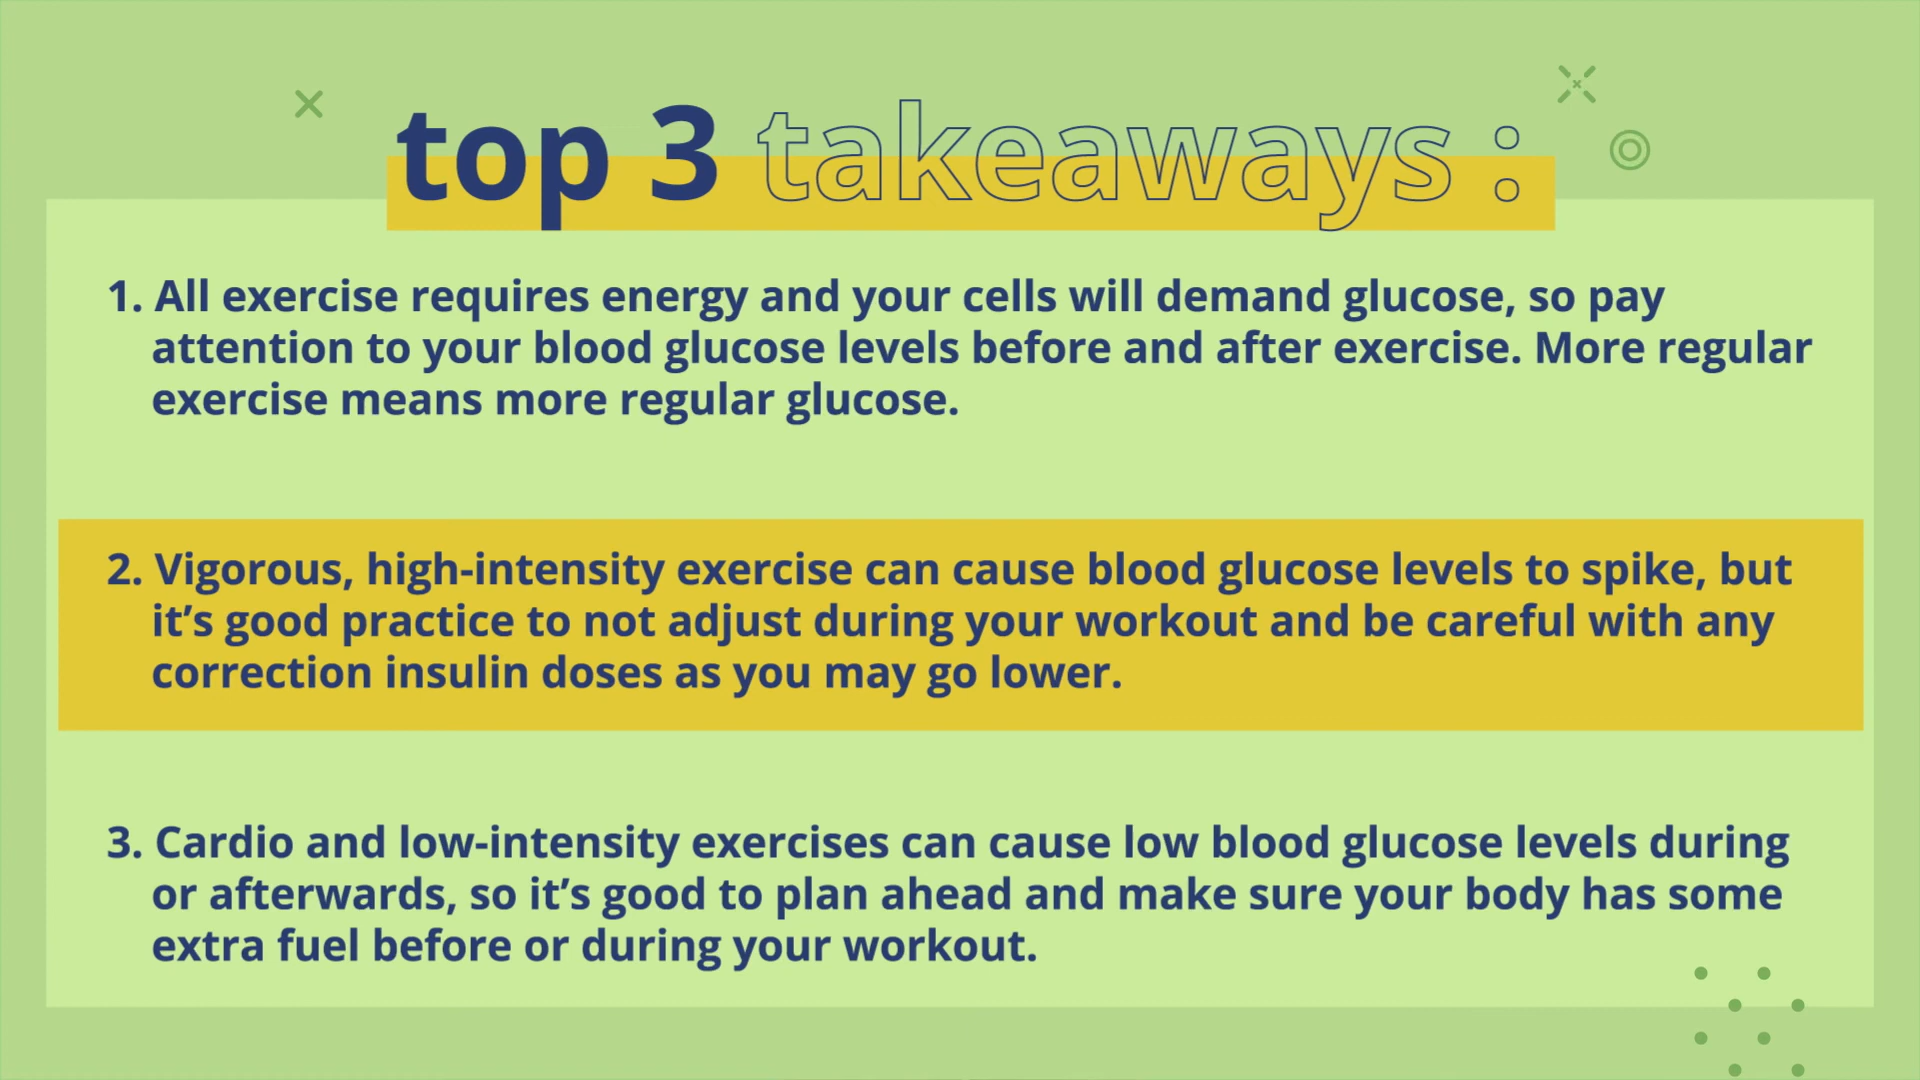 top 3 takeaways :
1. All exercise requires energy and your cells will demand glucose, so pay
attention to your blood glucose levels before and after exercise. More regular
exercise means more regular glucose.
2. Vigorous, high-intensity exercise can cause blood glucose levels to spike, but
it’s good practice to not adjust during your workout and be careful with any
correction insulin doses as you may go lower.
3. Cardio and low-intensity exercises can cause low blood glucose levels during
or afterwards, so it’s good to plan ahead and make sure your body has some
extra fuel before or during your workout.